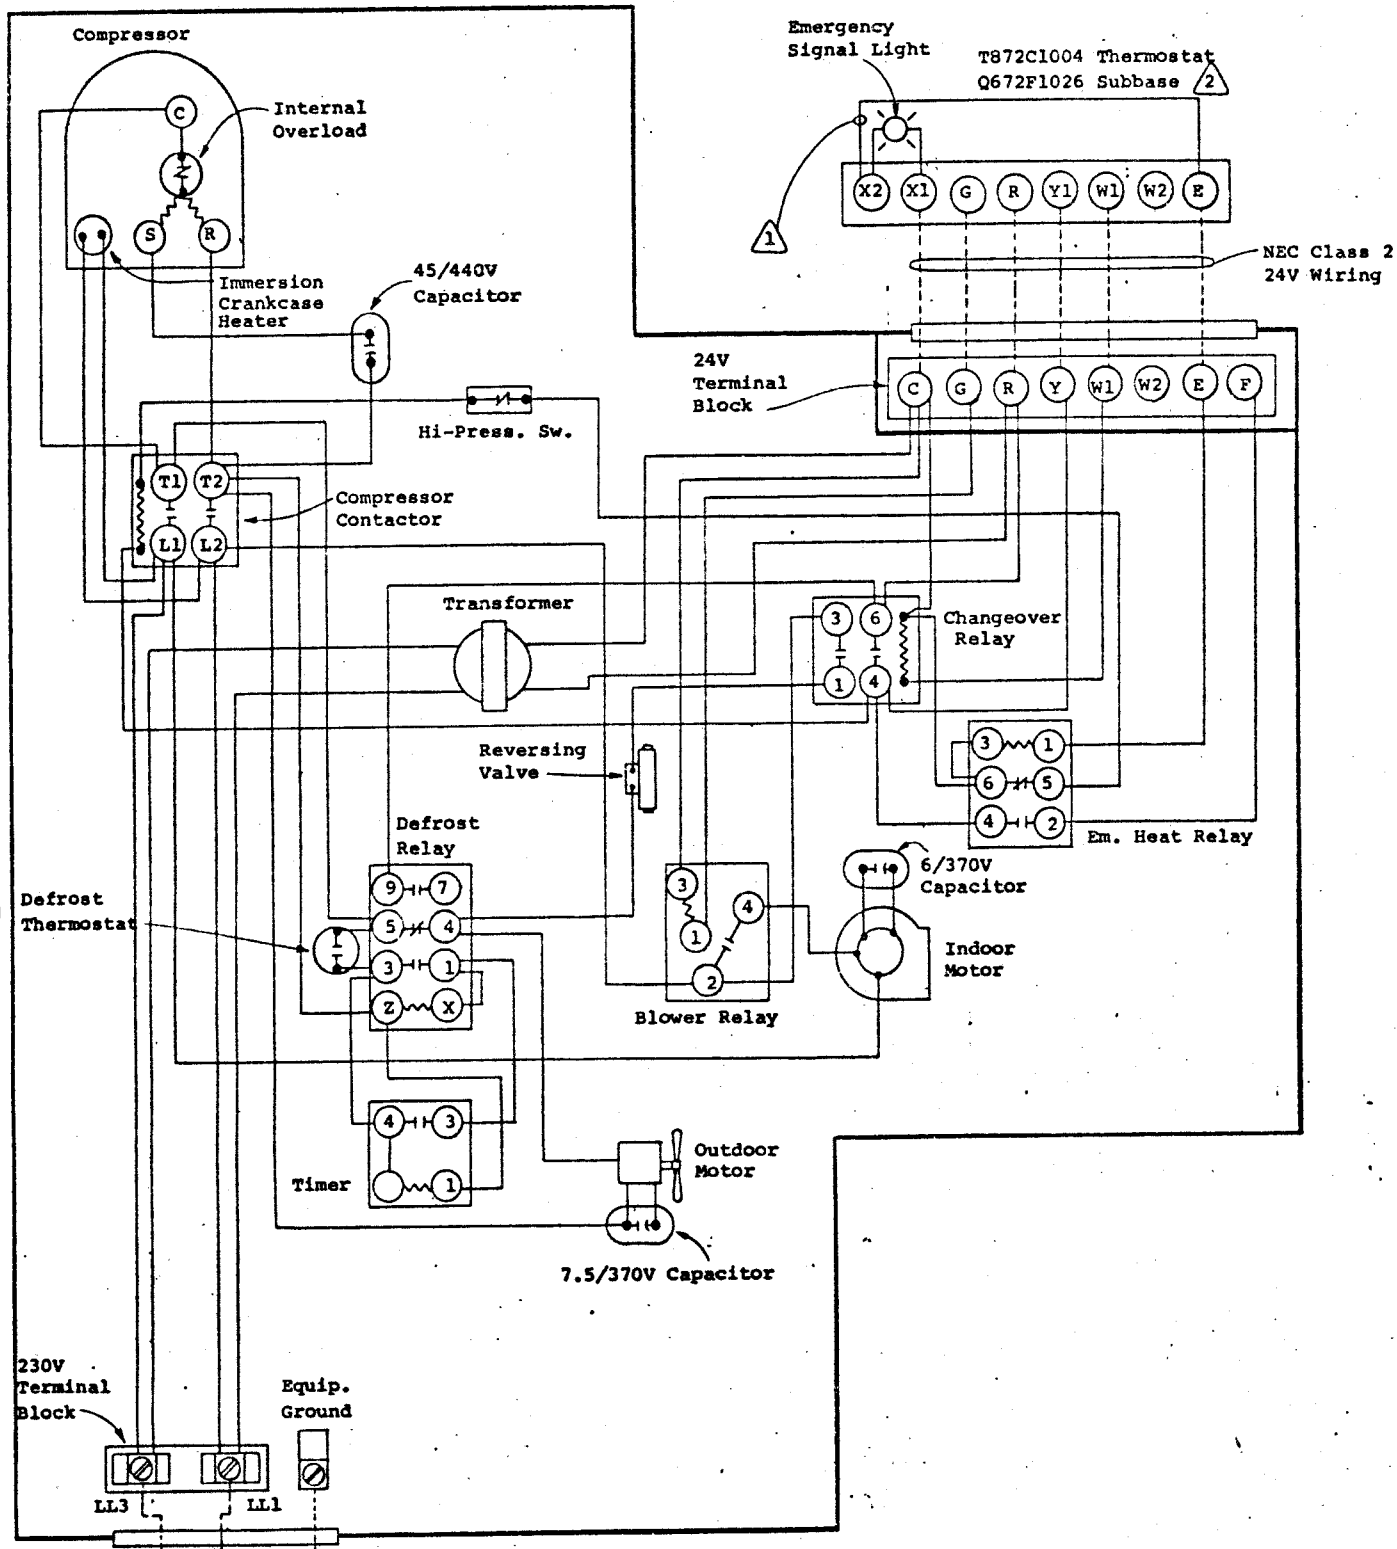 Compressor
C
Internal
Overload
S
R
Immersion
Crankcase
Heater
45/440V
Capacitor
Emergency
Signal Light
T872C1004 Thermostat
Q672F1026 Subbase 2
X2 X1 G R Y1 W1 W2 E
1
NEC Class 2
24V Wiring
24V
Terminal
Block
C G R Y W1 W2 E F
Hi-Press. Sw.
T1 T2
L1 L2
Compressor
Contactor
Transformer
3 6
1 4
Changeover
Relay
Reversing
Valve
3 1
6 5
4 2
Em. Heat Relay
Defrost
Relay
9 7
5 4
3 1
Z X
Defrost
Thermostat
3
4
1
2
Blower Relay
6/370V
Capacitor
Indoor
Motor
4 3
1
Timer
Outdoor
Motor
7.5/370V Capacitor
230V
Terminal
Block
Equip.
Ground
LL3 LL1